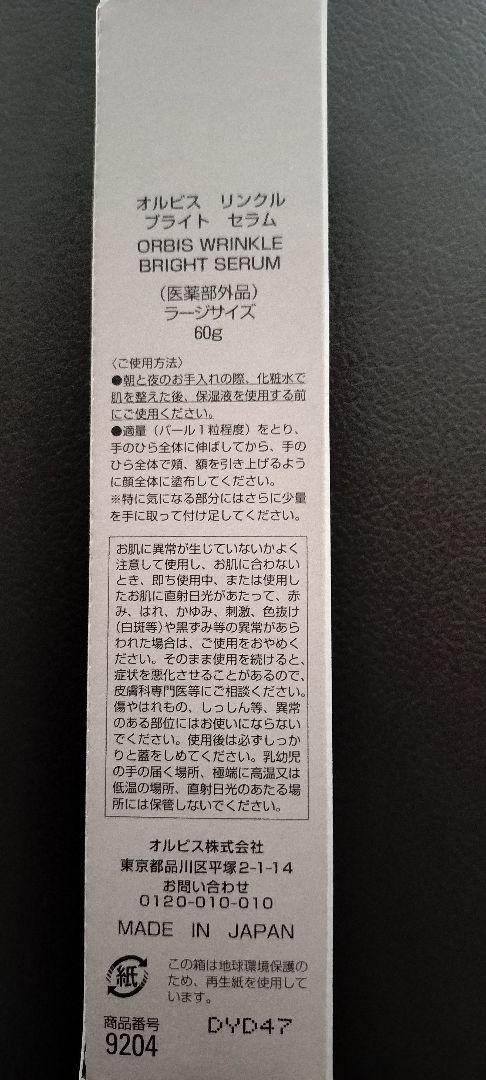 オルビス リンクル
ブライト セラム
ORBIS WRINKLE
BRIGHT SERUM
(医薬部外品)
ラージサイズ
60g
〈ご使用方法〉
●朝と夜のお手入れの際、化粧水で
肌を整えた後、保湿液を使用する前
にご使用ください。
●適量(パール1粒程度)をとり、
手のひら全体に伸ばしてから、手の
ひら全体で頬、額を引き上げるよう
に顔全体に塗布してください。
※特に気になる部分にはさらに少量
を手に取って付け足してください。
お肌に異常が生じていないかよく
注意して使用し、お肌に合わない
とき、即ち使用中、または使用し
たお肌に直射日光があたって、赤
み、はれ、かゆみ、刺激、色抜け
(白斑等)や黒ずみ等の異常があら
われた場合は、ご使用をおやめく
ださい。そのまま使用を続けると、
症状を悪化させることがあるので、
皮膚科専門医等にご相談ください。
傷やはれもの、しっしん等、異常
のある部位にはお使いにならない
でください。使用後は必ずしっか
りと蓋をしめてください。乳幼児
の手の届く場所、極端に高温又は
低温の場所、直射日光のあたる場
所には保管しないでください。
オルビス株式会社
東京都品川区平塚2-1-14
お問い合わせ
0120-010-010
MADE IN JAPAN
紙
この箱は地球環境保護の
ため、再生紙を使用して
います。
商品番号
9204
DYD47